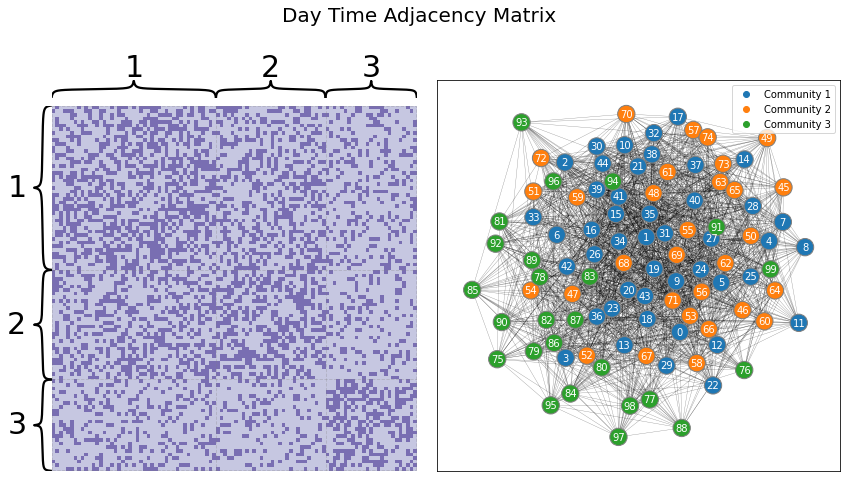 Day Time Adjacency Matrix
1 2 3
1
2
3
Community 1
Community 2
Community 3
93 70 17 57 74 49
32 30 10 38 44 21 37 73 14
72 2 61 96 94 63 65 45
51 59 39 41 48 40 28
33 15 35 81 16 55 91 7
6 34 1 31 27 50 4 92 8
26 69 89 42 68 19 24 62 99
78 83 9 5 25 85 54 47 20 43 56 64
71 23 46 90 82 87 36 18 53 60 11
0 66 86 13 12 79 3 52 67 75
80 29 58 76 22
84 77 95 98 88 97